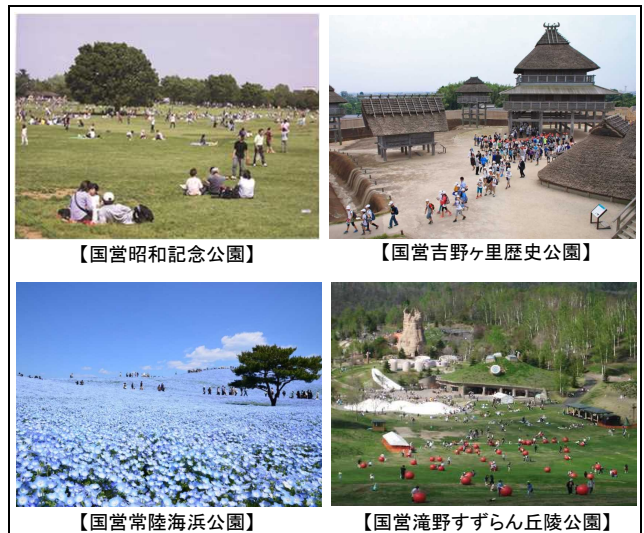 【国営昭和記念公園】
【国営吉野ヶ里歴史公園】
【国営常陸海浜公園】
【国営滝野すずらん丘陵公園】